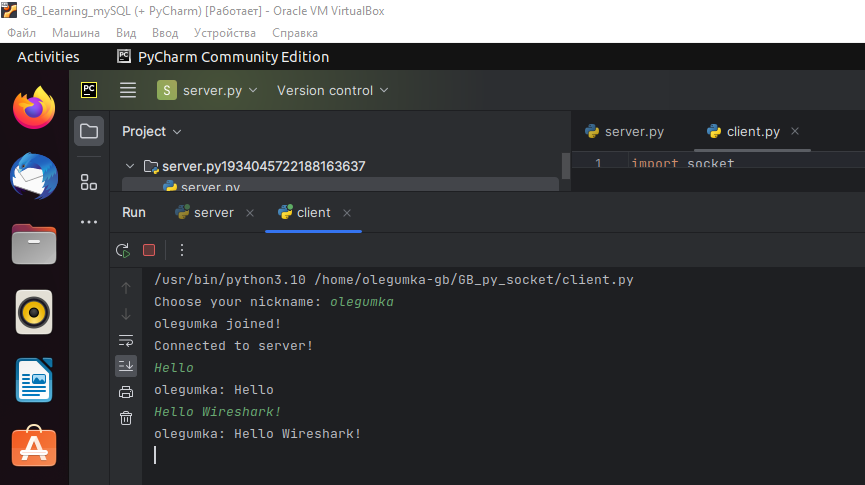 GB_Learning_mySQL (+ PyCharm) [Работает] - Oracle VM VirtualBox
Файл Машина Вид Ввод Устройства Справка
Activities PC PyCharm Community Edition
PC S server.py Version control
Project server.py client.py
server.py1934045722188163637 1 import socket
server.py
Run server client
/usr/bin/python3.10 /home/olegumka-gb/GB_py_socket/client.py
Choose your nickname: olegumka
olegumka joined!
Connected to server!
Hello
olegumka: Hello
Hello Wireshark!
olegumka: Hello Wireshark!